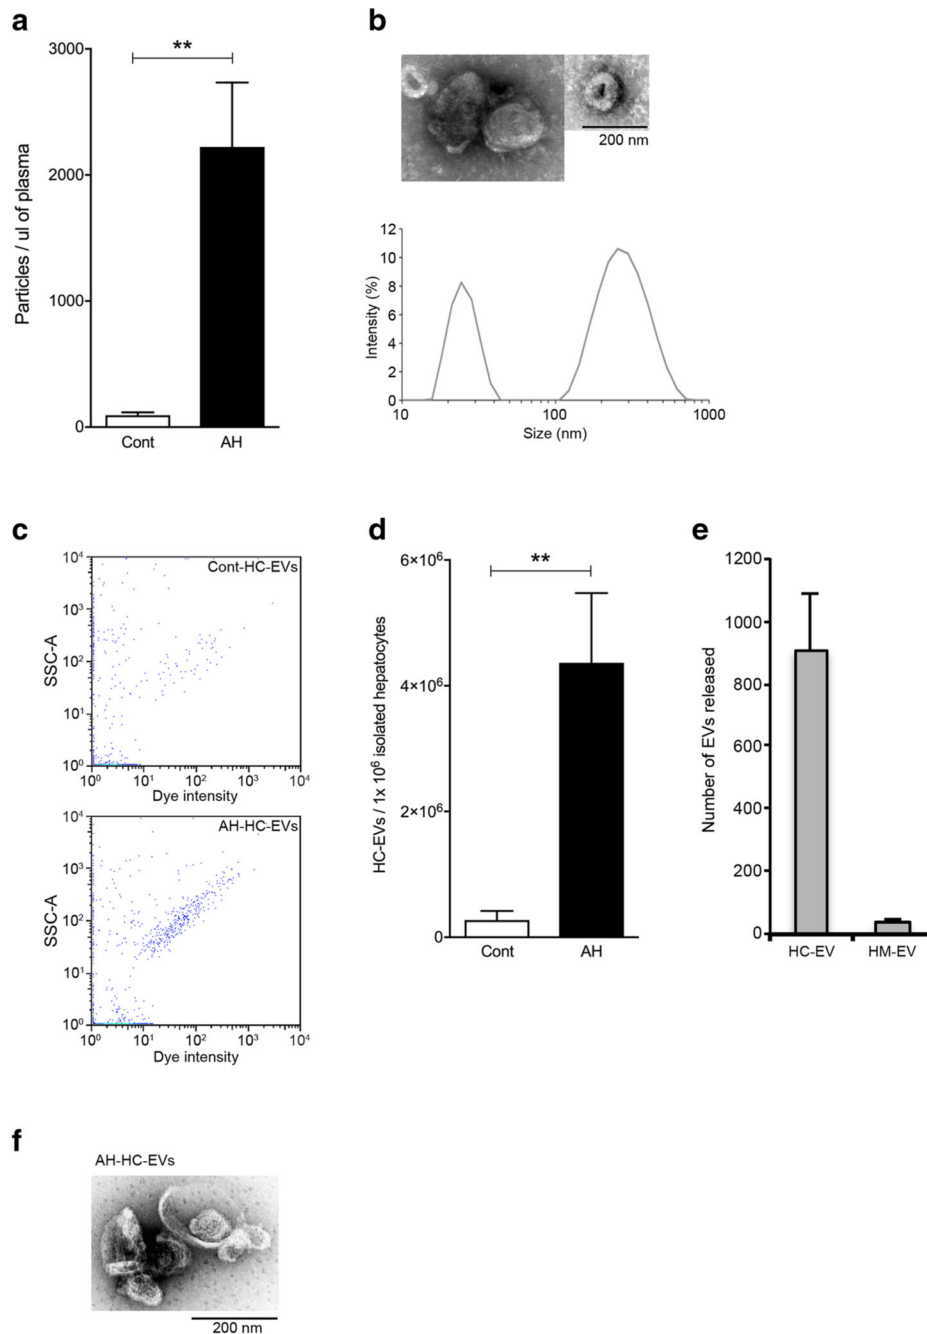 a
**
3000
2000
1000
0
Particles / ul of plasma
Cont AH
b
200 nm
12
10
8
6
4
2
0
Intensity (%)
10 100 1000
Size (nm)
c
Cont-HC-EVs
10⁴
10³
10²
10¹
10⁰
SSC-A
10⁰ 10¹ 10² 10³ 10⁴
Dye intensity
AH-HC-EVs
10⁴
10³
10²
10¹
10⁰
SSC-A
10⁰ 10¹ 10² 10³ 10⁴
Dye intensity
d
**
6×10⁶
4×10⁶
2×10⁶
0
HC-EVs / 1x 10⁶ isolated hepatocytes
Cont AH
e
1200
1000
800
600
400
200
0
Number of EVs released
HC-EV HM-EV
f
AH-HC-EVs
200 nm